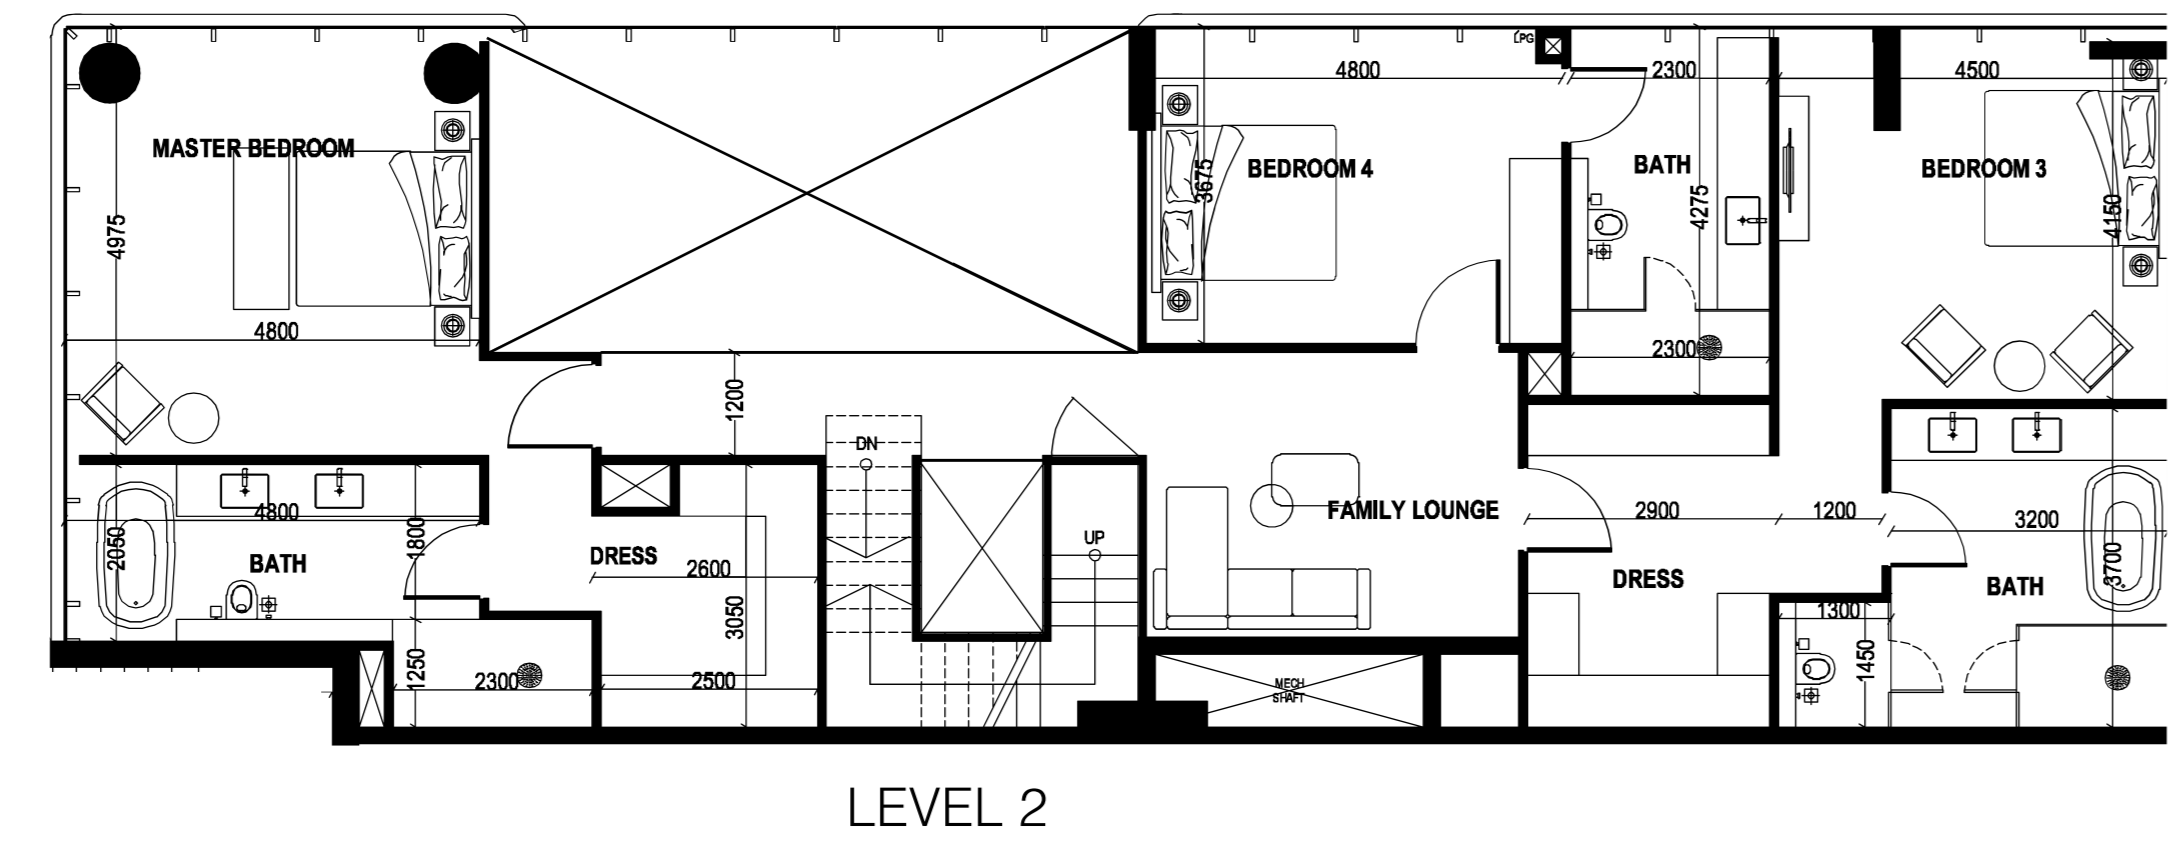 PG
4800
2300
4500
MASTER BEDROOM
BEDROOM 4
BATH
BEDROOM 3
3675
4275
4150
4975
4800
2300
1200
DN
4800
2050
1800
BATH
DRESS
2600
3050
UP
FAMILY LOUNGE
2900
1200
3200
3700
DRESS
BATH
1300
1450
1250
2300
2500
MECH
SHAFT
LEVEL 2